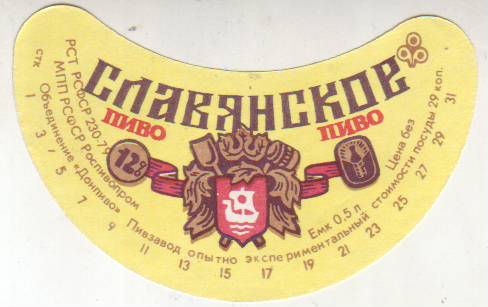 СЛАВЯНСКОЕ
ПИВО
ПИВО
12%
РСТ РСФСР 230-7
МПП РСФСР Роспивопром
Объединение «Донпиво»
Пивзавод опытно экспериментальный
Емк 0,5 л
Цена без
стоимости посуды 29 коп.
СТК
1 3 5 7 9 11 13 15 17 19 21 23 25 27 29 31